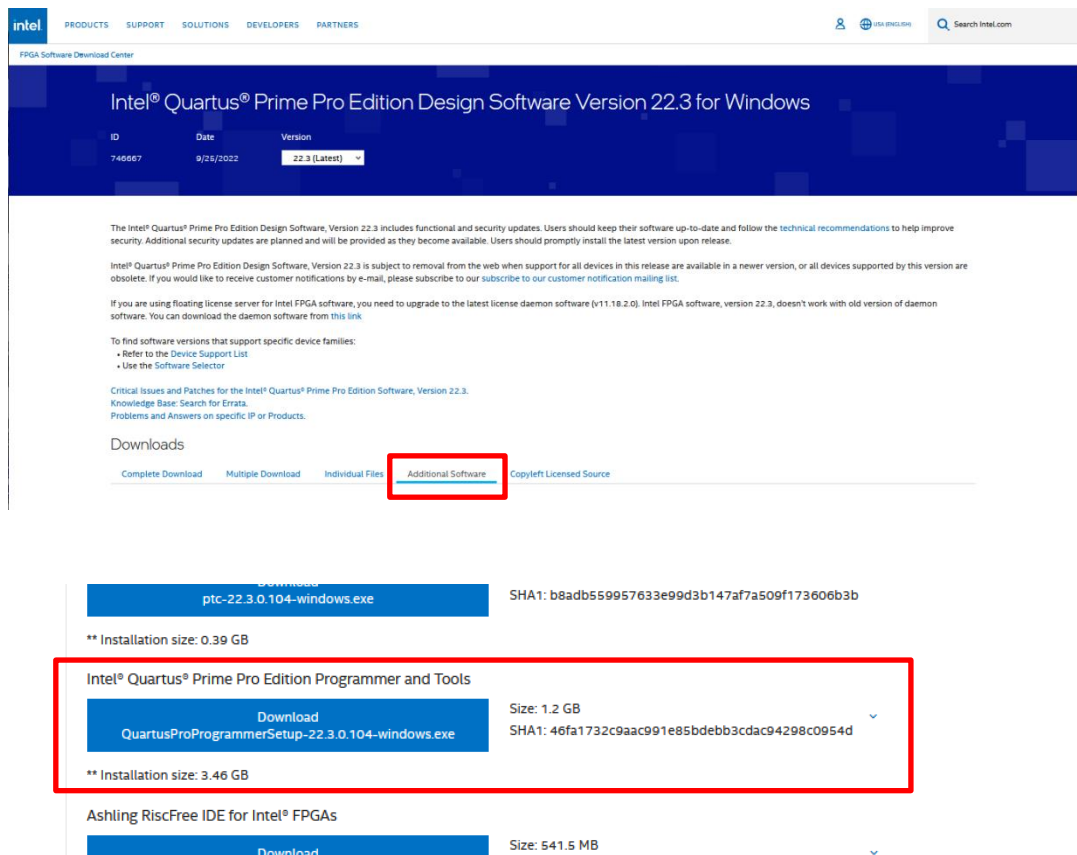 intel
PRODUCTS SUPPORT SOLUTIONS DEVELOPERS PARTNERS
USA (ENGLISH)
Search Intel.com
FPGA Software Download Center
Intel® Quartus® Prime Pro Edition Design Software Version 22.3 for Windows
ID Date Version
746667 9/25/2022 22.3 (Latest)
The Intel® Quartus® Prime Pro Edition Design Software, Version 22.3 includes functional and security updates. Users should keep their software up-to-date and follow the technical recommendations to help improve
security. Additional security updates are planned and will be provided as they become available. Users should promptly install the latest version upon release.
Intel® Quartus® Prime Pro Edition Design Software, Version 22.3 is subject to removal from the web when support for all devices in this release are available in a newer version, or all devices supported by this version are
obsolete. If you would like to receive customer notifications by e-mail, please subscribe to our subscribe to our customer notification mailing list.
If you are using floating license server for Intel FPGA software, you need to upgrade to the latest license daemon software (v11.18.2.0). Intel FPGA software, version 22.3, doesn't work with old version of daemon
software. You can download the daemon software from this link
To find software versions that support specific device families:
• Refer to the Device Support List
• Use the Software Selector
Critical Issues and Patches for the Intel® Quartus® Prime Pro Edition Software, Version 22.3.
Knowledge Base: Search for Errata.
Problems and Answers on specific IP or Products.
Downloads
Complete Download Multiple Download Individual Files Additional Software Copyleft Licensed Source
Download
ptc-22.3.0.104-windows.exe
SHA1: b8adb559957633e99d3b147af7a509f173606b3b
** Installation size: 0.39 GB
Intel® Quartus® Prime Pro Edition Programmer and Tools
Download
QuartusProProgrammerSetup-22.3.0.104-windows.exe
Size: 1.2 GB
SHA1: 46fa1732c9aac991e85bdebb3cdac94298c0954d
** Installation size: 3.46 GB
Ashling RiscFree IDE for Intel® FPGAs
Download
Size: 541.5 MB